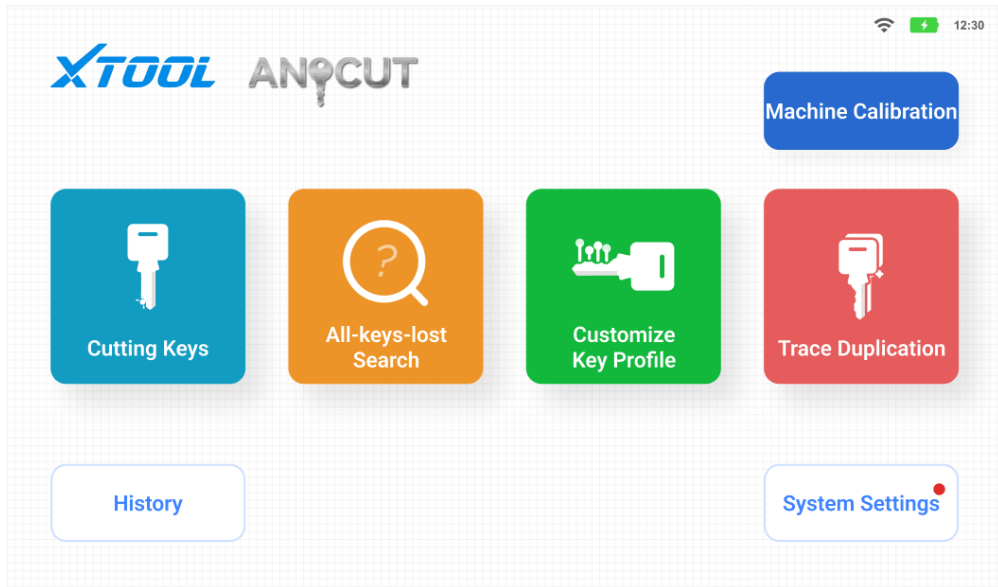 12:30
XTOOL ANYCUT
Machine Calibration
Cutting Keys
All-keys-lost
Search
?
Customize
Key Profile
Trace Duplication
History
System Settings